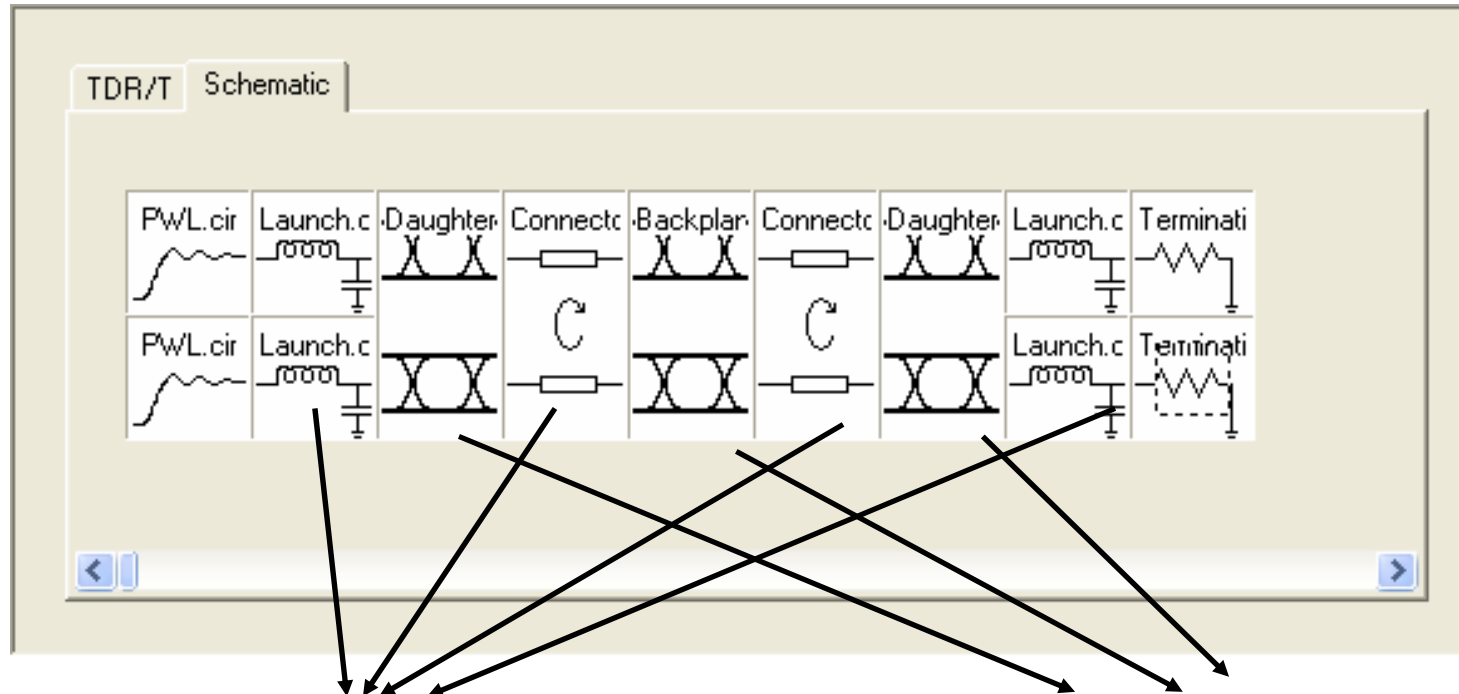 TDR/T Schematic
PWL.cir Launch.c Daughter Connectc Backplan Connectc Daughter Launch.c Terminati
PWL.cir Launch.c Launch.c Terminati